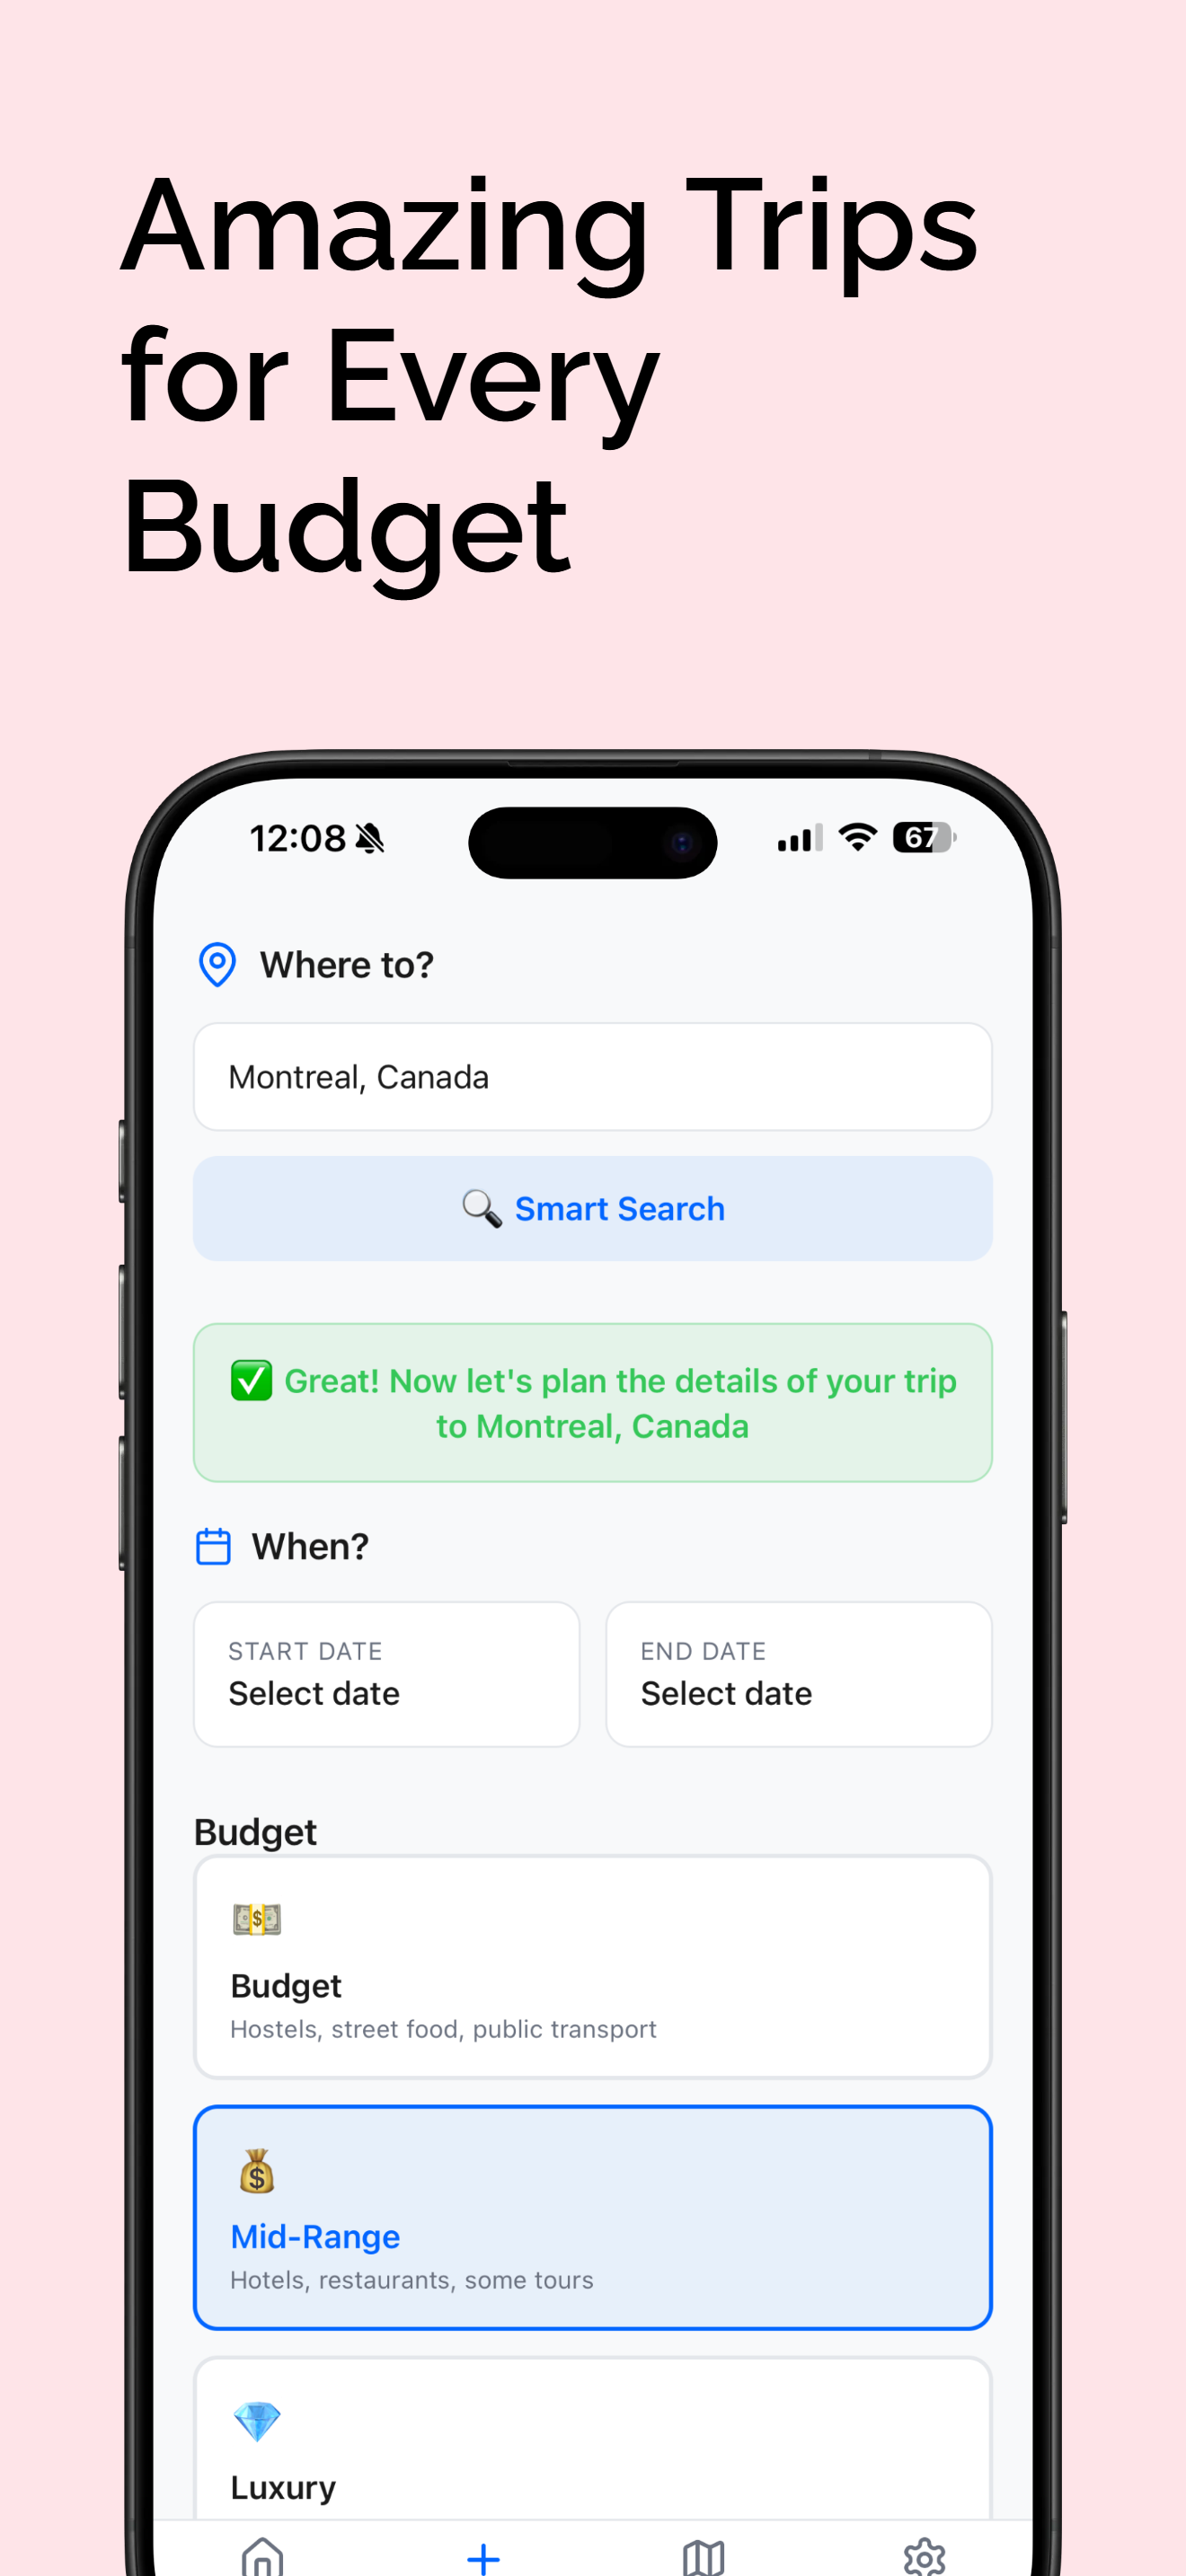 Amazing Trips
for Every
Budget
12:08
67
Where to?
Montreal, Canada
🔍 Smart Search
✅ Great! Now let's plan the details of your trip
to Montreal, Canada
When?
START DATE
Select date
END DATE
Select date
Budget
💵
Budget
Hostels, street food, public transport
💰
Mid-Range
Hotels, restaurants, some tours
💎
Luxury